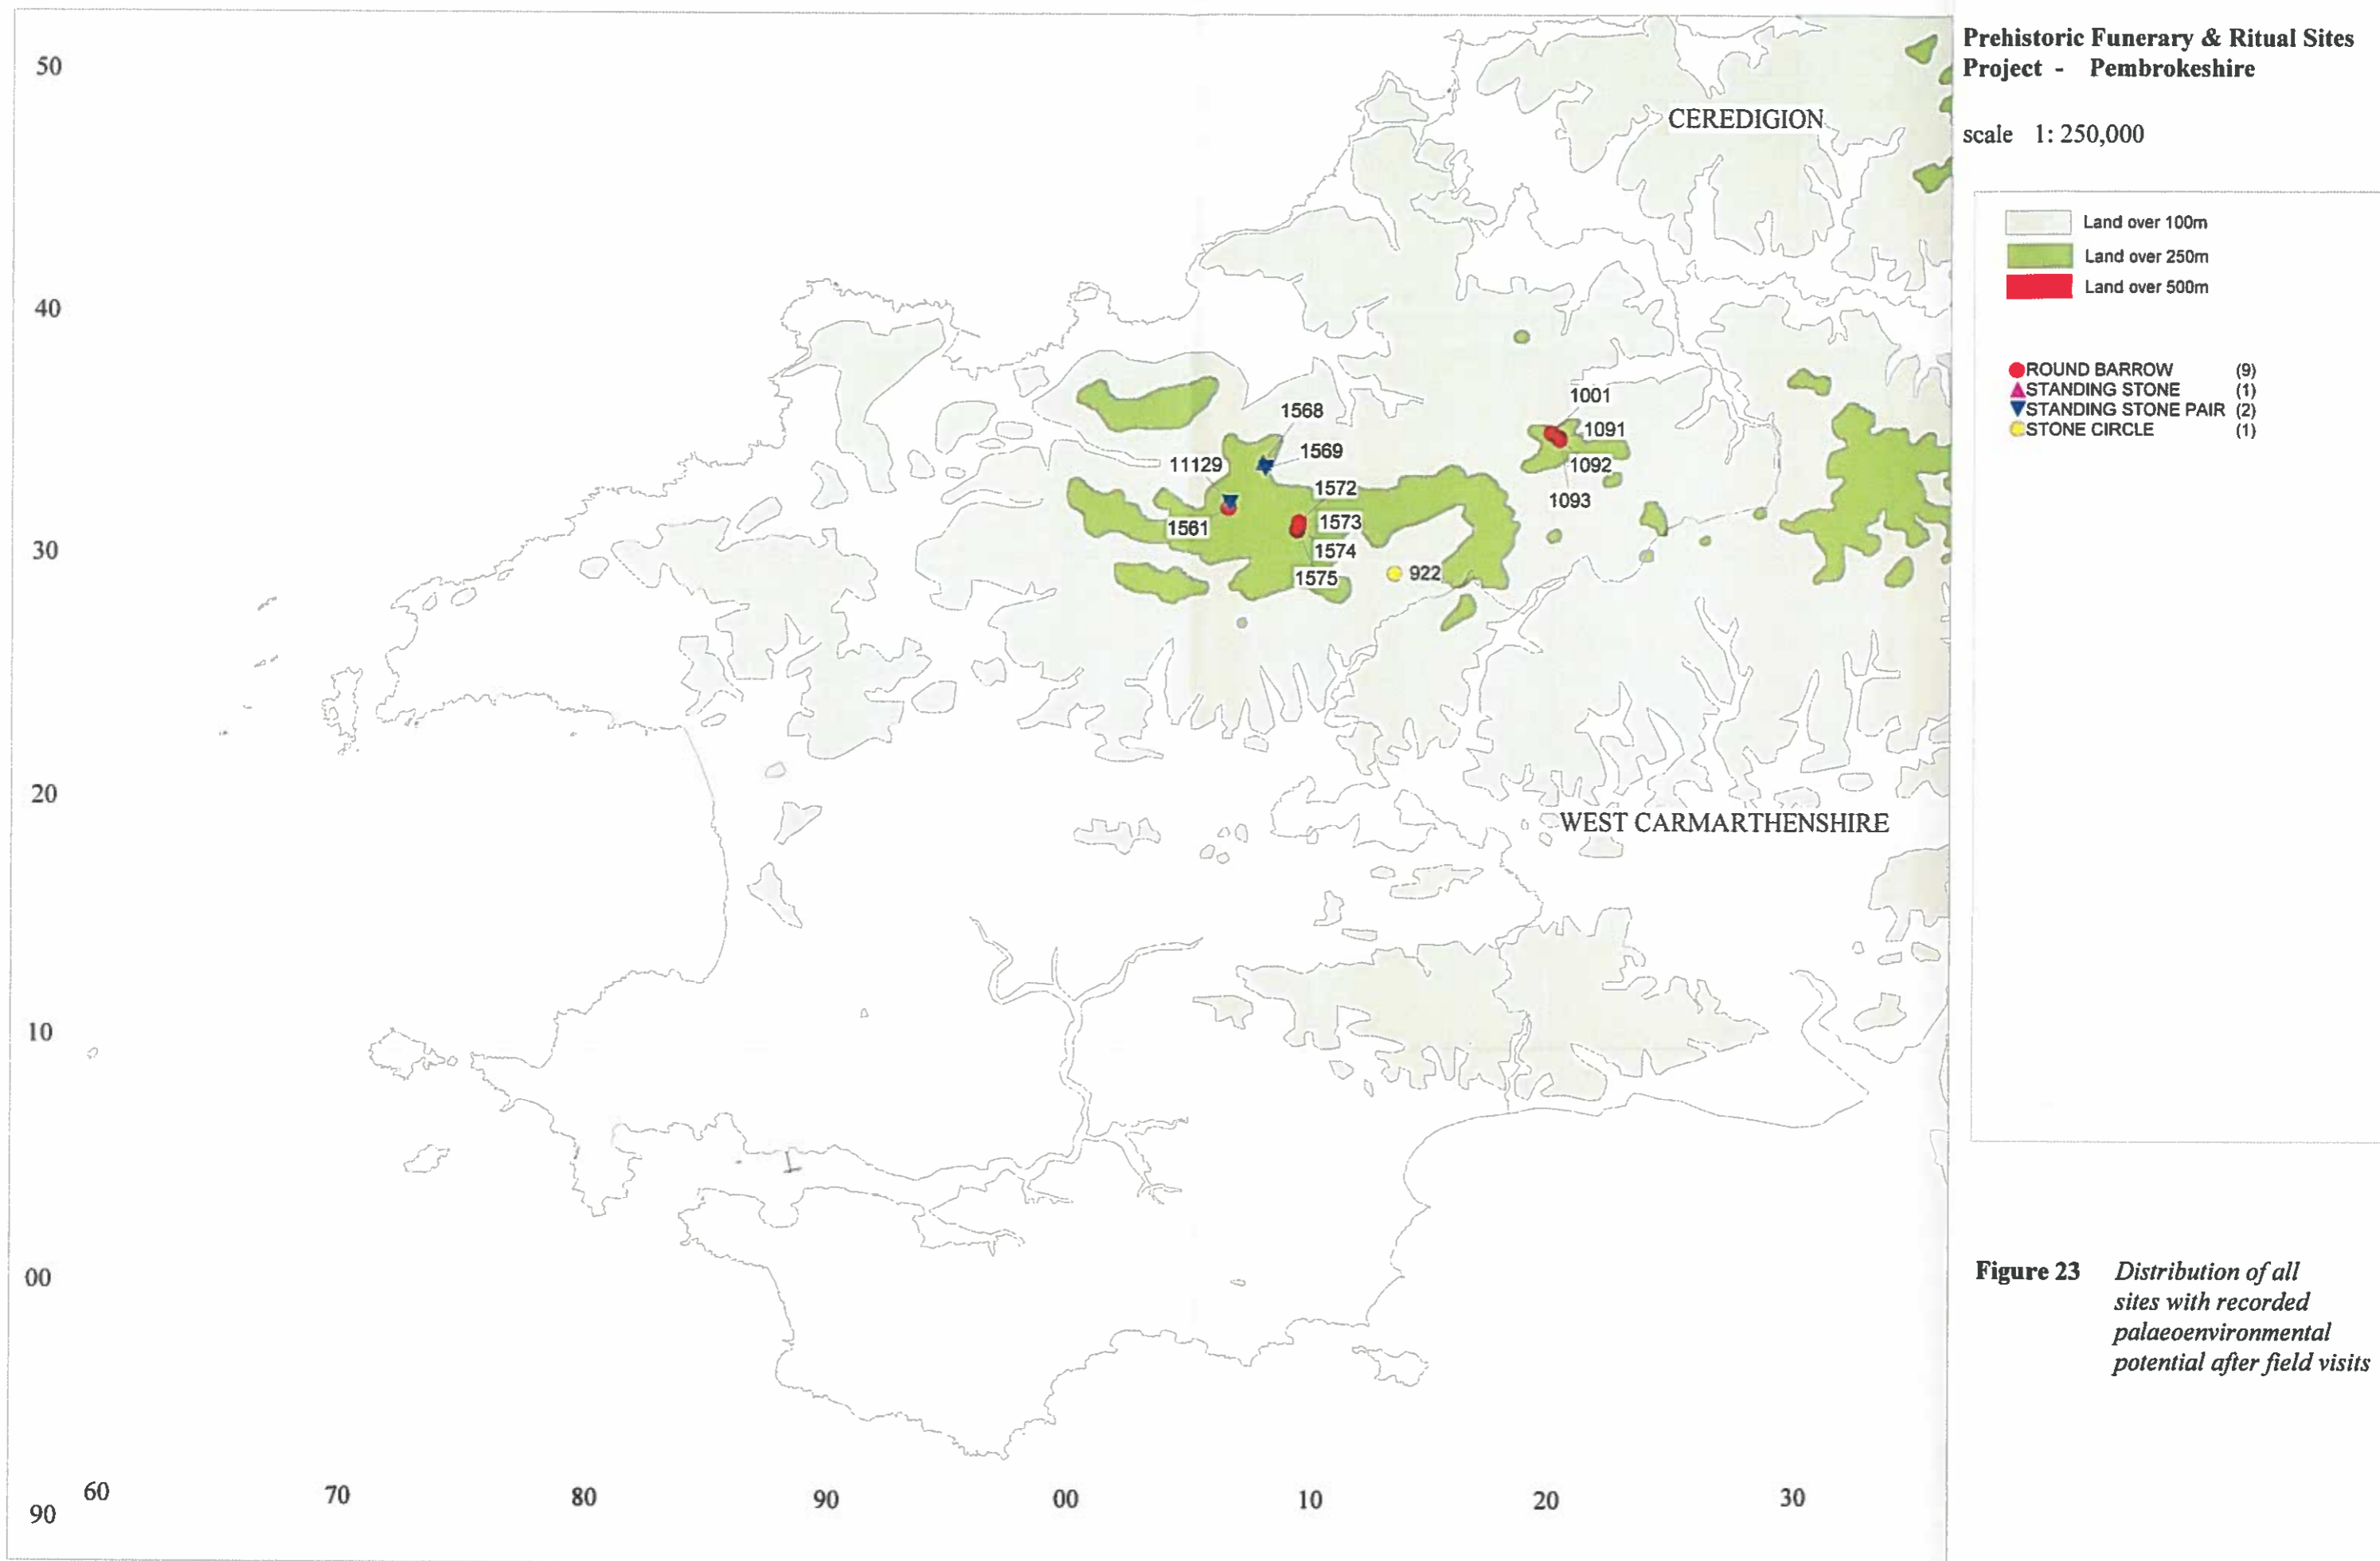 Prehistoric Funerary & Ritual Sites
Project - Pembrokeshire
scale 1: 250,000
Land over 100m
Land over 250m
Land over 500m
ROUND BARROW (9)
STANDING STONE (1)
STANDING STONE PAIR (2)
STONE CIRCLE (1)
50
40
30
20
10
00
90
60
70
80
90
00
10
20
30
CEREDIGION
WEST CARMARTHENSHIRE
1001
1091
1092
1093
1568
1569
11129
1572
1561
1573
1574
1575
922
Figure 23 Distribution of all
sites with recorded
palaeoenvironmental
potential after field visits